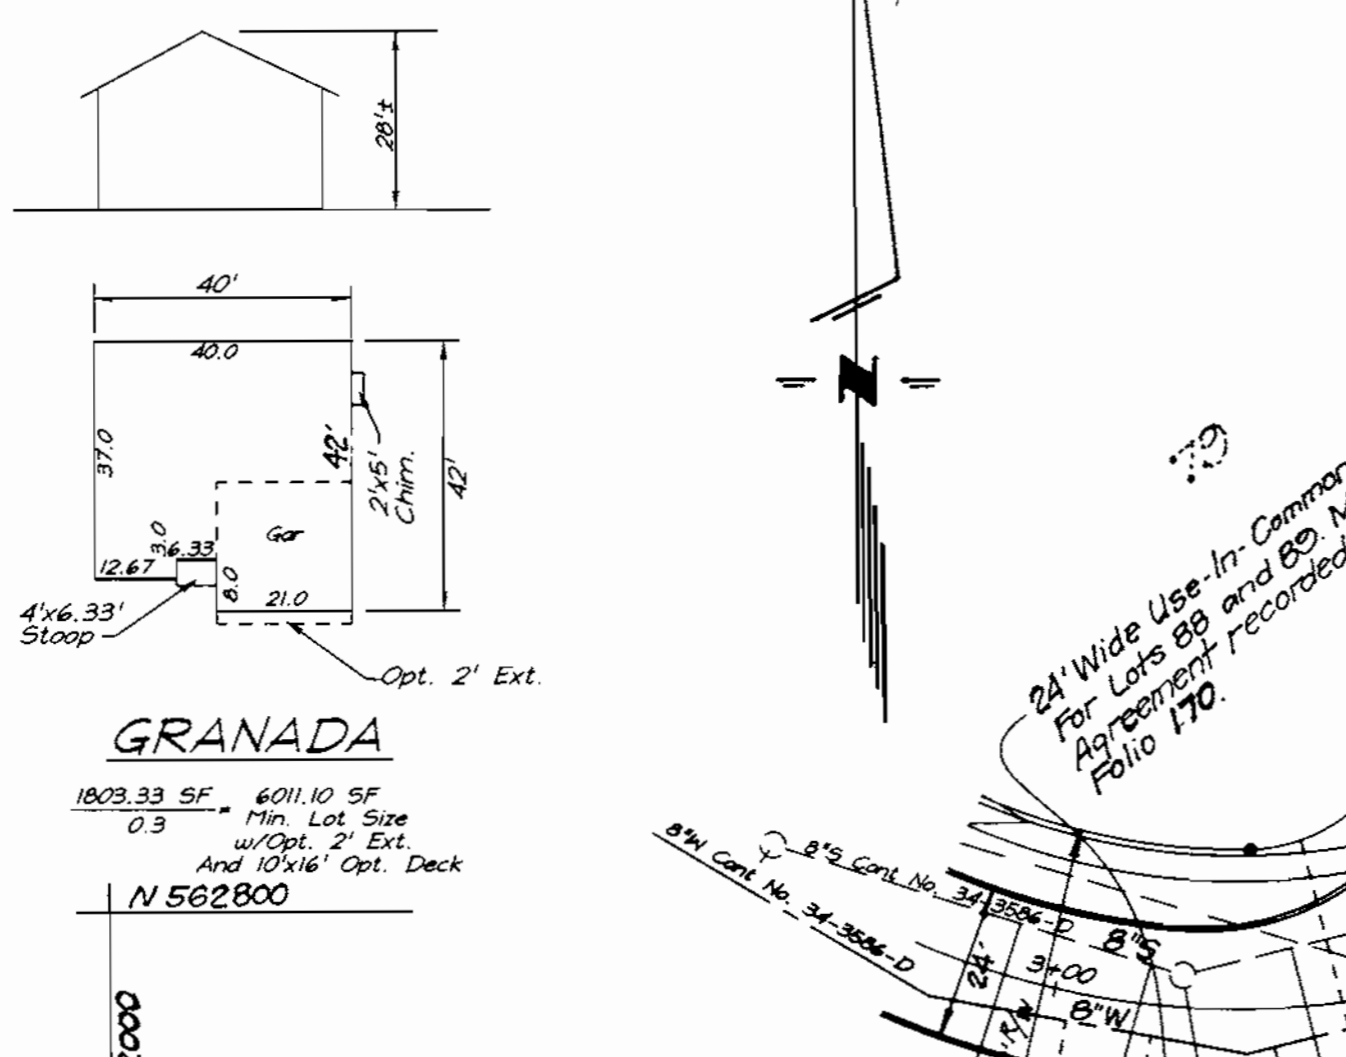 28'±
40'
40.0
37.0
42'
42'
2'x5'
Chim.
Gar
3.0
6.33
12.67
8.0
21.0
4'x6.33'
Stoop
Opt. 2' Ext.
GRANADA
1803.33 SF = 6011.10 SF
0.3
Min. Lot Size
w/Opt. 2' Ext.
And 10'x16' Opt. Deck
N 562800
000
N
79
24' Wide Use-In-Common
For Lots 88 and 89. M
Agreement recorded
Folio 170.
8"W Cont No. 34-3586-D
8"S Cont No. 34-3586-D
8"S
24'
3+00
R/W
8"W